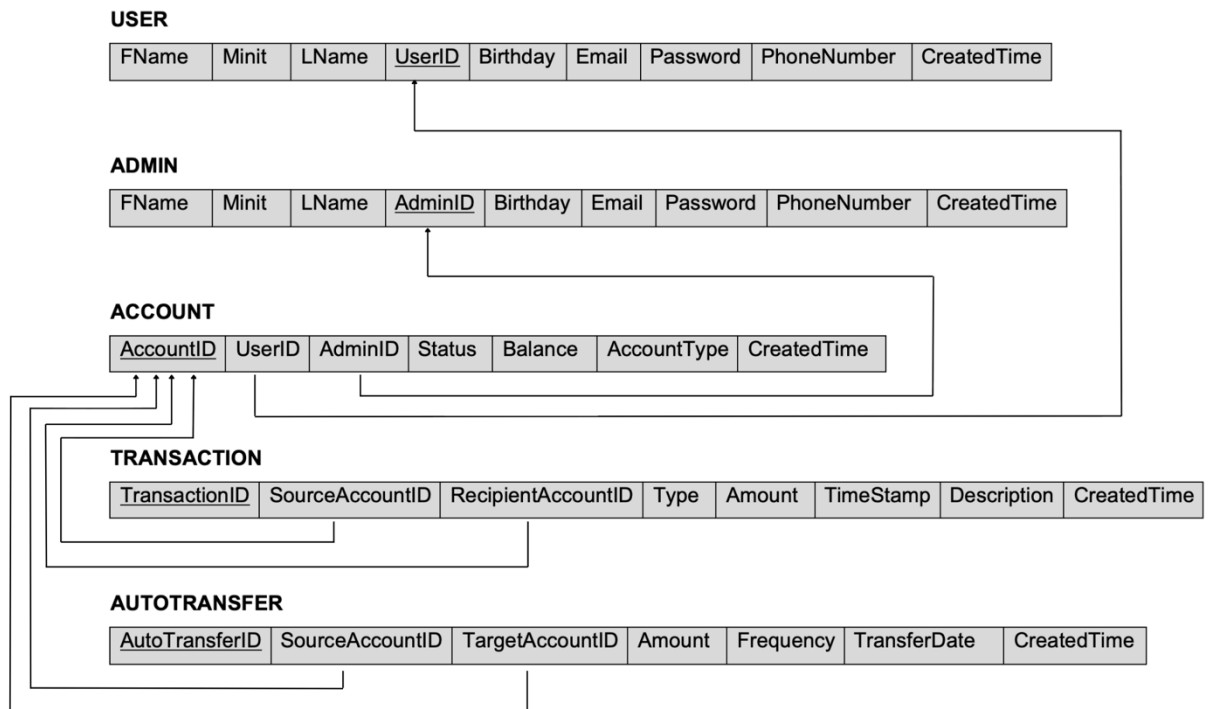 USER
FName Minit LName UserID Birthday Email Password PhoneNumber CreatedTime
ADMIN
FName Minit LName AdminID Birthday Email Password PhoneNumber CreatedTime
ACCOUNT
AccountID UserID AdminID Status Balance AccountType CreatedTime
TRANSACTION
TransactionID SourceAccountID RecipientAccountID Type Amount TimeStamp Description CreatedTime
AUTOTRANSFER
AutoTransferID SourceAccountID TargetAccountID Amount Frequency TransferDate CreatedTime